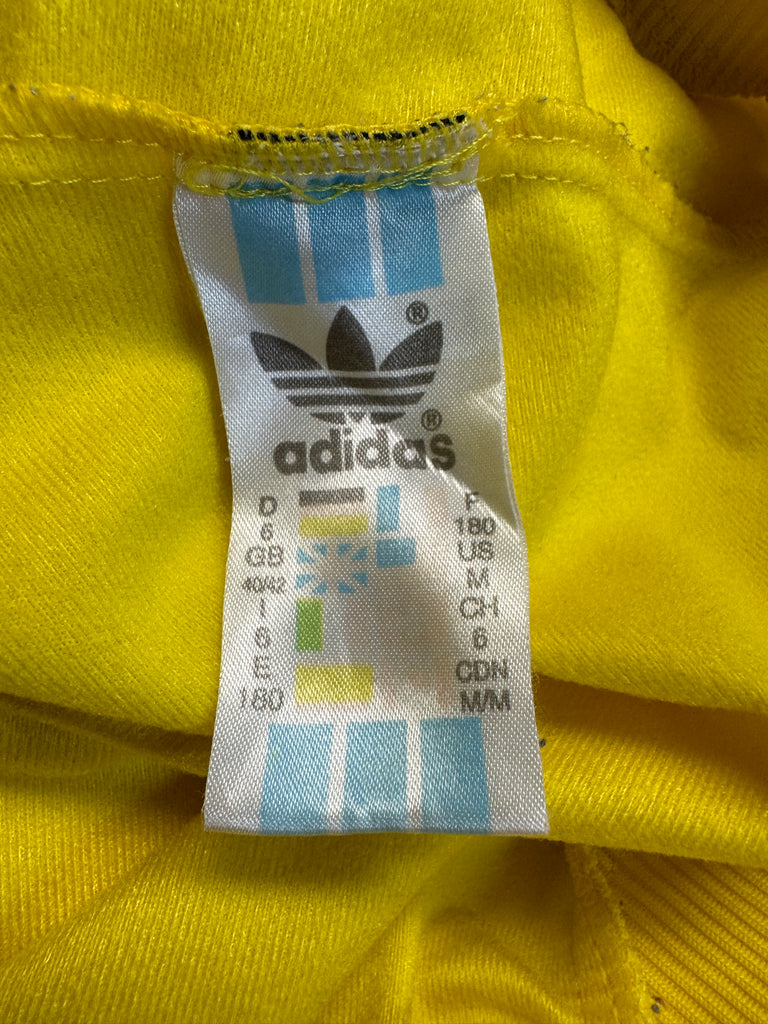 ®
®
adidas
D F
6 180
GB US
40/42 M
I CH
6 6
E CDN
180 M/M